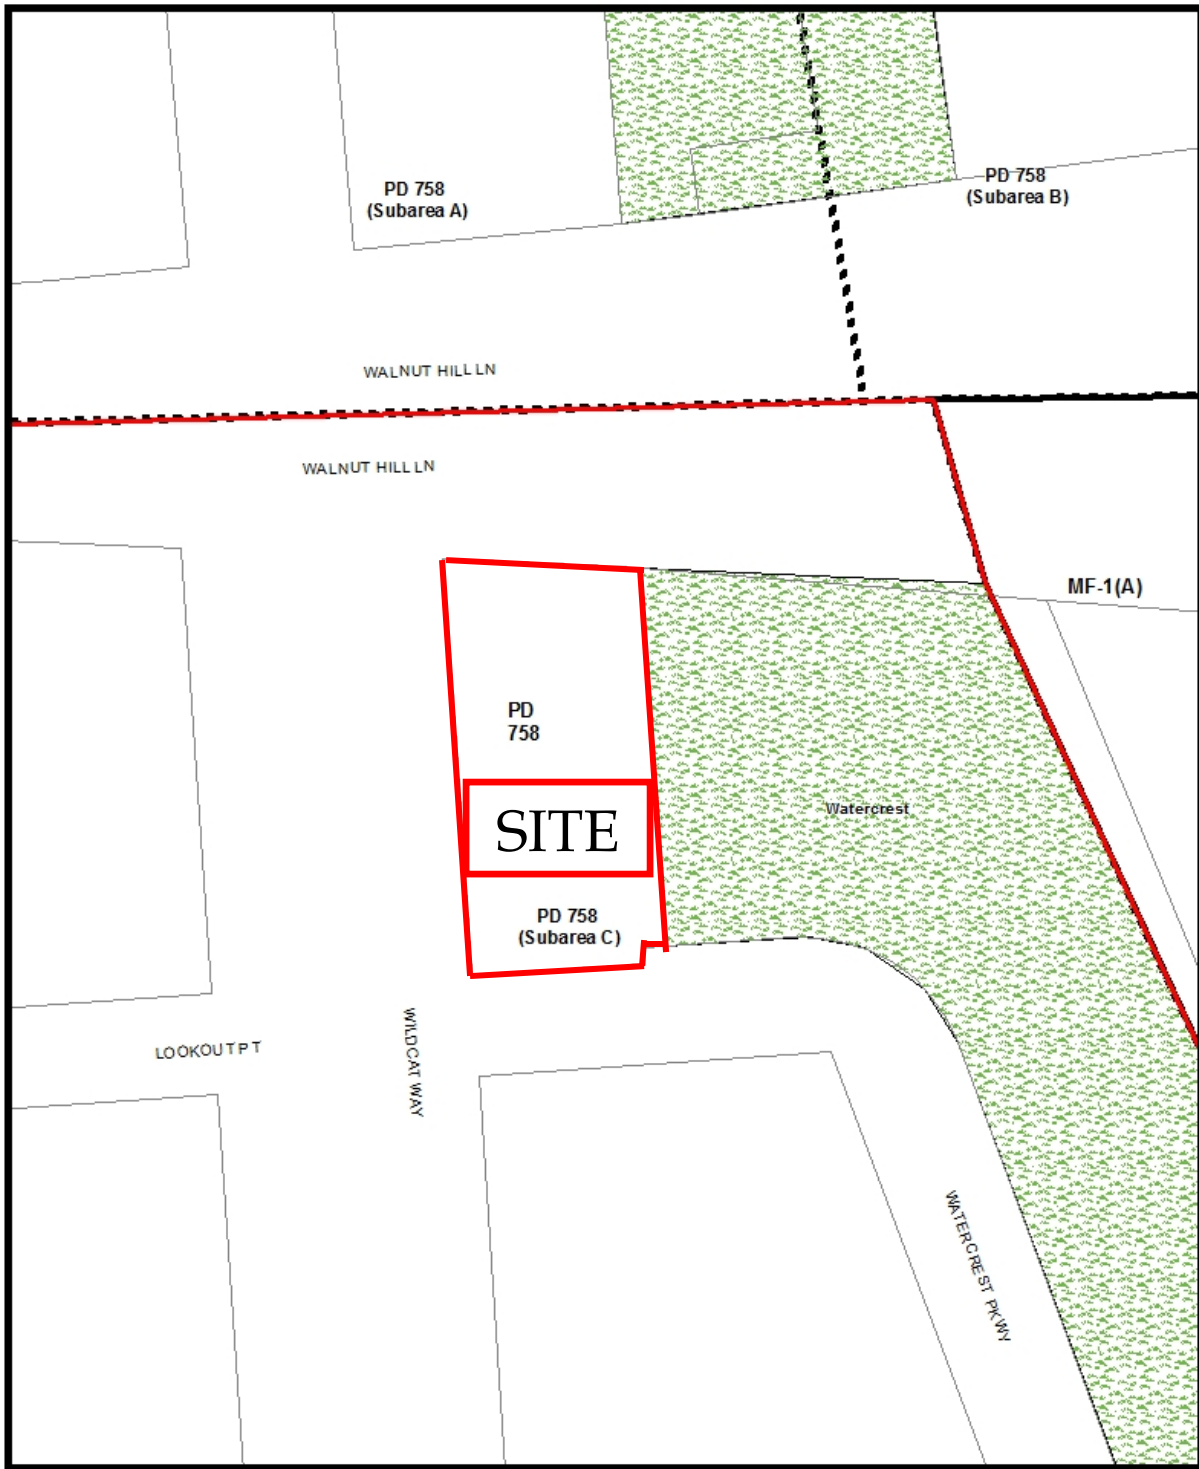 PD 758
(Subarea A)
PD 758
(Subarea B)
WALNUT HILL LN
WALNUT HILL LN
MF-1(A)
PD
758
Watercrest
SITE
PD 758
(Subarea C)
LOOKOUT PT
WILDCAT WAY
WATERCREST PKWY